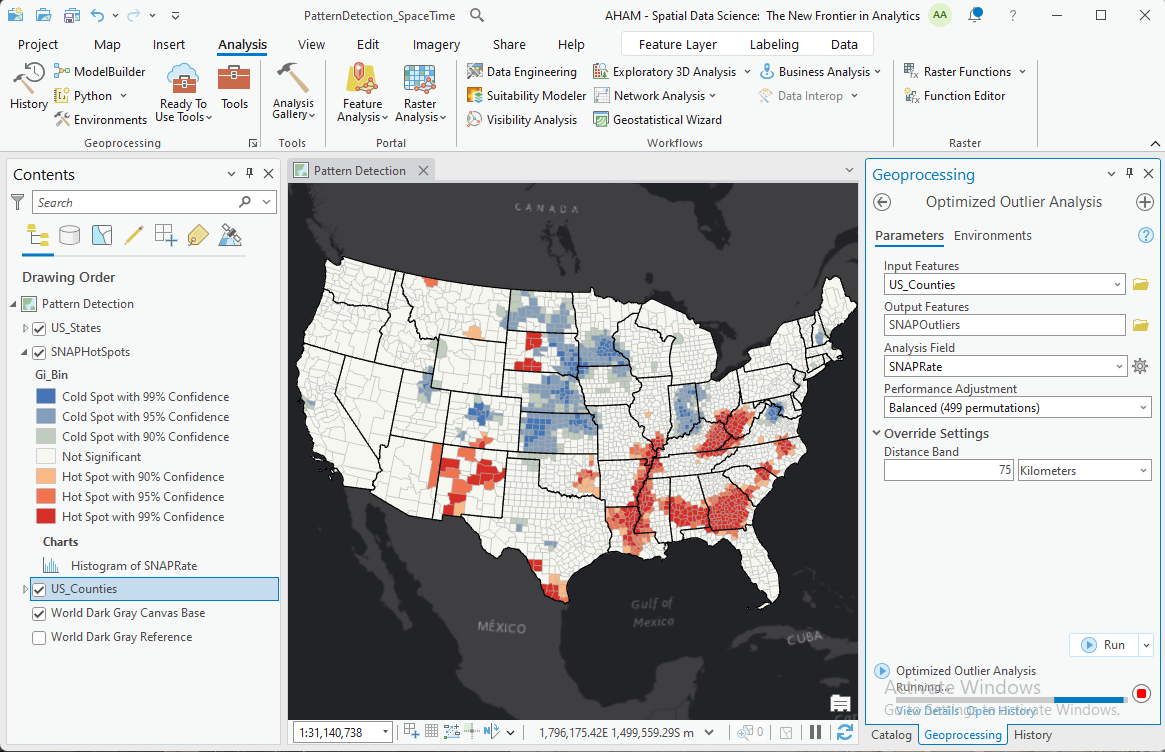 PatternDetection_SpaceTime
AHAM - Spatial Data Science: The New Frontier in Analytics
AA
?
Project
Map
Insert
Analysis
View
Edit
Imagery
Share
Help
Feature Layer
Labeling
Data
History
ModelBuilder
Python
Environments
Ready To
Use Tools
Tools
Geoprocessing
Analysis
Gallery
Tools
Feature
Analysis
Raster
Analysis
Portal
Data Engineering
Suitability Modeler
Visibility Analysis
Exploratory 3D Analysis
Network Analysis
Geostatistical Wizard
Business Analysis
Data Interop
Workflows
Raster Functions
Function Editor
Raster
Contents
Search
Drawing Order
Pattern Detection
US_States
SNAPHotSpots
Gi_Bin
Cold Spot with 99% Confidence
Cold Spot with 95% Confidence
Cold Spot with 90% Confidence
Not Significant
Hot Spot with 90% Confidence
Hot Spot with 95% Confidence
Hot Spot with 99% Confidence
Charts
Histogram of SNAPRate
US_Counties
World Dark Gray Canvas Base
World Dark Gray Reference
Pattern Detection
CANADA
Gulf of
Mexico
MÉXICO
CUBA
1:31,140,738
1,796,175.42E 1,499,559.29S m
0
Geoprocessing
Optimized Outlier Analysis
Parameters
Environments
?
Input Features
US_Counties
Output Features
SNAPOutliers
Analysis Field
SNAPRate
Performance Adjustment
Balanced (499 permutations)
Override Settings
Distance Band
75
Kilometers
Run
Optimized Outlier Analysis
Running...
Activate Windows
View Details Open History
Go to Settings to activate Windows.
Catalog
Geoprocessing
History